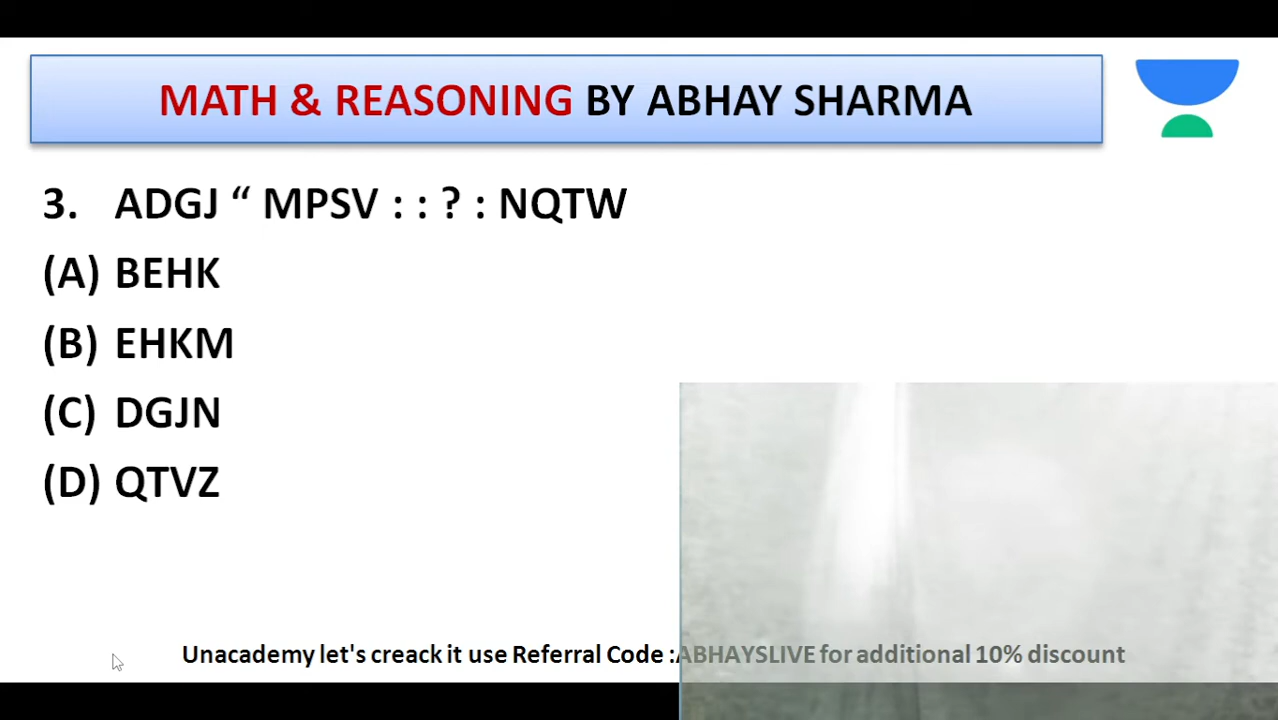 MATH & REASONING BY ABHAY SHARMA
3. ADGJ “ MPSV : : ? : NQTW
(A) BEHK
(B) EHKM
(C) DGJN
(D) QTVZ
Unacademy let's creack it use Referral Code :ABHAYSLIVE for additional 10% discount